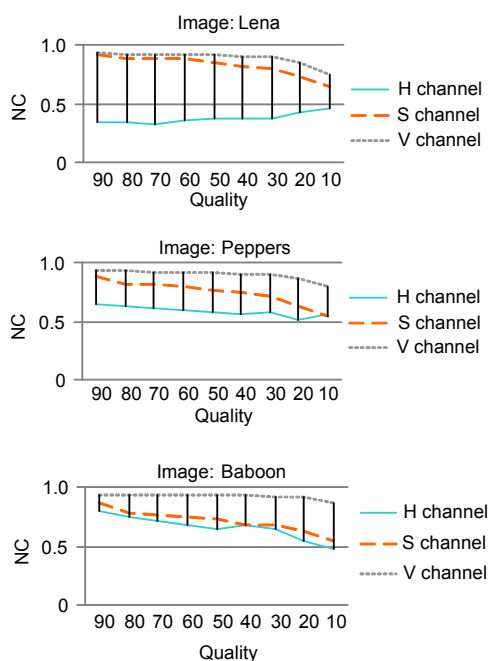 Image: Lena
1.0
0.5
0
NC
90 80 70 60 50 40 30 20 10
Quality
H channel
S channel
V channel
Image: Peppers
1.0
0.5
0
NC
90 80 70 60 50 40 30 20 10
Quality
H channel
S channel
V channel
Image: Baboon
1.0
0.5
0
NC
90 80 70 60 50 40 30 20 10
Quality
H channel
S channel
V channel